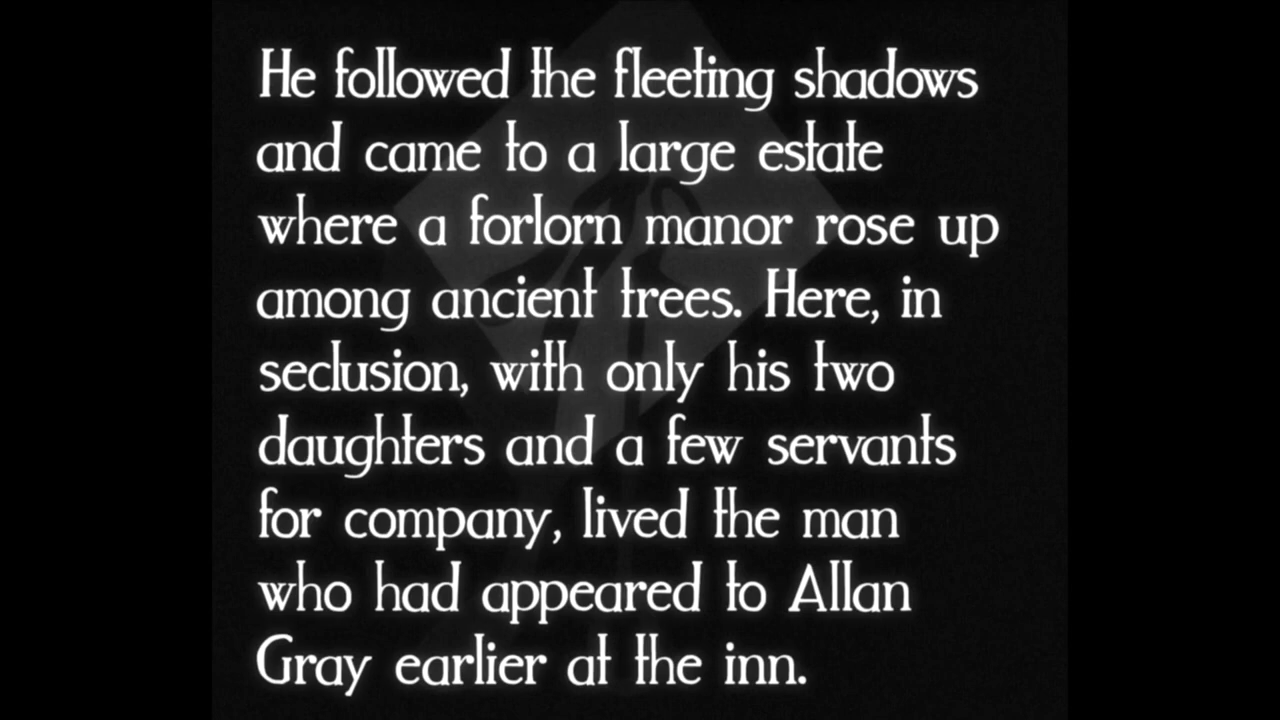 He followed the fleeting shadows
and came to a large estate
where a forlorn manor rose up
among ancient trees. Here, in
seclusion, with only his two
daughters and a few servants
for company, lived the man
who had appeared to Allan
Gray earlier at the inn.